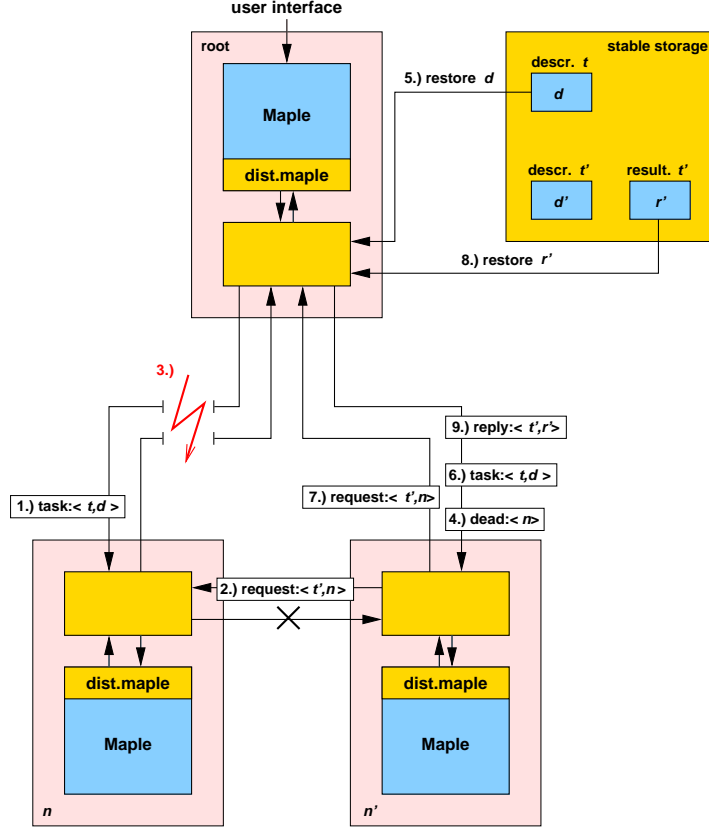 user interface
root
stable storage
descr. t
5.) restore d
d
Maple
descr. t’
result. t’
dist.maple
d’
r’
8.) restore r’
3.)
9.) reply:< t’,r’>
6.) task:< t,d >
7.) request:< t’,n>
1.) task:< t,d >
4.) dead:< n>
2.) request:< t’,n >
dist.maple
dist.maple
Maple
Maple
n
n’